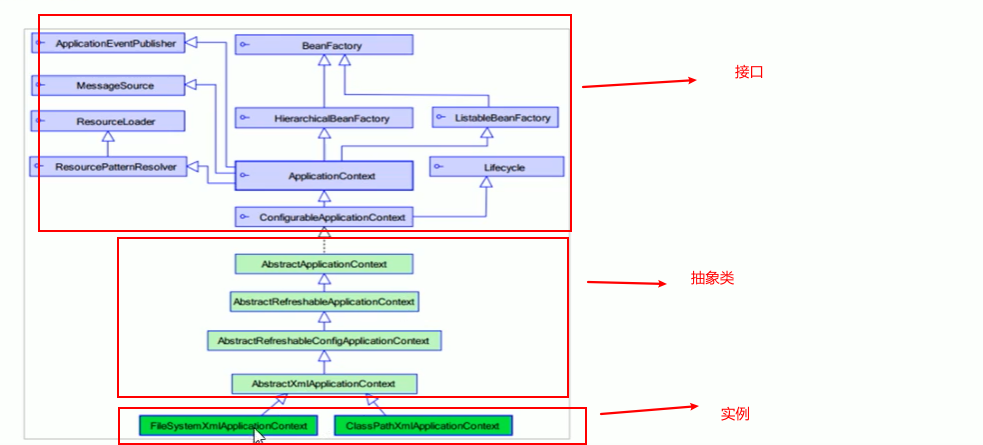 ApplicationEventPublisher
BeanFactory
接口
MessageSource
ResourceLoader
HierarchicalBeanFactory
ListableBeanFactory
ResourcePatternResolver
ApplicationContext
Lifecycle
ConfigurableApplicationContext
AbstractApplicationContext
抽象类
AbstractRefreshableApplicationContext
AbstractRefreshableConfigApplicationContext
AbstractXmlApplicationContext
实例
FileSystemXmlApplicationContext
ClassPathXmlApplicationContext